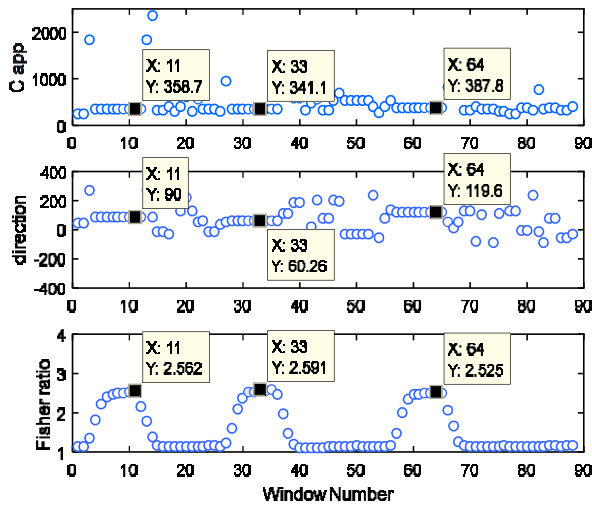 C app
2000
1000
0
X: 11
Y: 358.7
X: 33
Y: 341.1
X: 64
Y: 387.8
0 10 20 30 40 50 60 70 80 90
direction
400
200
0
-200
-400
X: 11
Y: 90
X: 33
Y: 60.26
X: 64
Y: 119.6
0 10 20 30 40 50 60 70 80 90
Fisher ratio
4
3
2
1
X: 11
Y: 2.562
X: 33
Y: 2.591
X: 64
Y: 2.525
0 10 20 30 40 50 60 70 80 90
Window Number